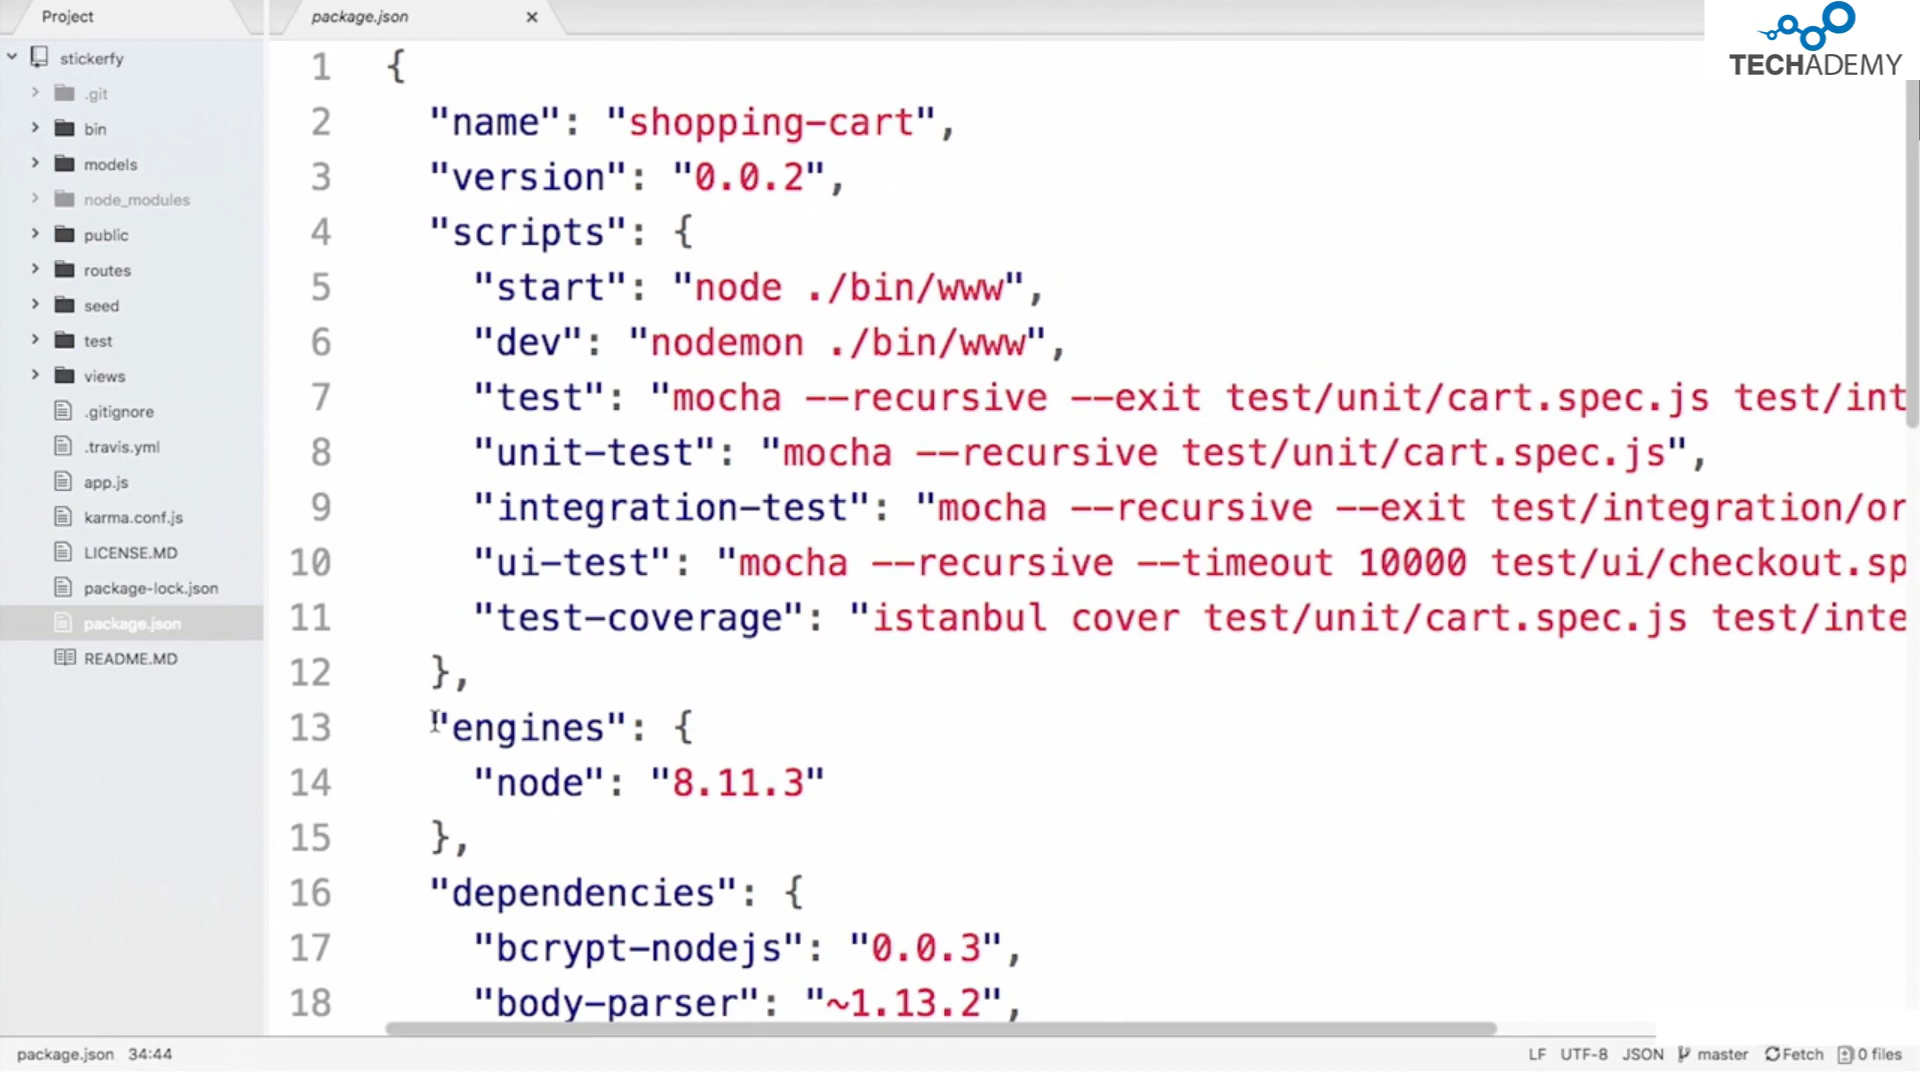 Project
package.json
TECHADEMY
stickerfy
.git
bin
models
node_modules
public
routes
seed
test
views
.gitignore
.travis.yml
app.js
karma.conf.js
LICENSE.MD
package-lock.json
package.json
README.MD
1 {
2 "name": "shopping-cart",
3 "version": "0.0.2",
4 "scripts": {
5 "start": "node ./bin/www",
6 "dev": "nodemon ./bin/www",
7 "test": "mocha --recursive --exit test/unit/cart.spec.js test/int
8 "unit-test": "mocha --recursive test/unit/cart.spec.js",
9 "integration-test": "mocha --recursive --exit test/integration/or
10 "ui-test": "mocha --recursive --timeout 10000 test/ui/checkout.sp
11 "test-coverage": "istanbul cover test/unit/cart.spec.js test/inte
12 },
13 "engines": {
14 "node": "8.11.3"
15 },
16 "dependencies": {
17 "bcrypt-nodejs": "0.0.3",
18 "body-parser": "~1.13.2",
package.json 34:44
LF UTF-8 JSON master Fetch 0 files